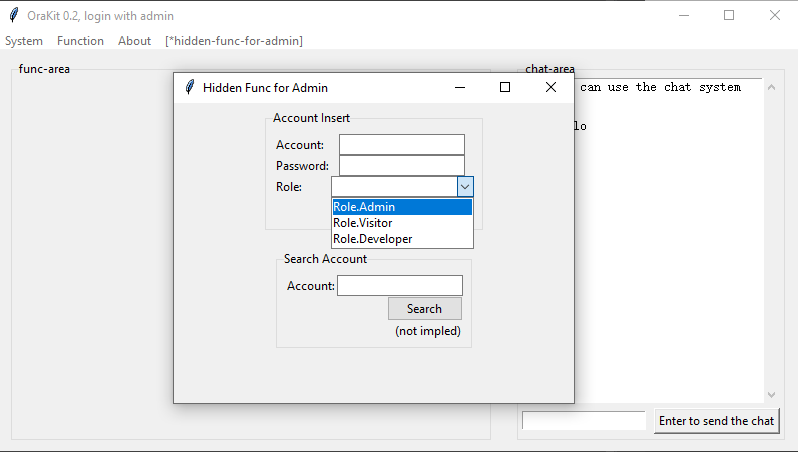 OraKit 0.2, login with admin
System Function About [*hidden-func-for-admin]
func-area
chat-area
can use the chat system
lo
Enter to send the chat
Hidden Func for Admin
Account Insert
Account:
Password:
Role:
Role.Admin
Role.Visitor
Role.Developer
Search Account
Account:
Search
(not impled)